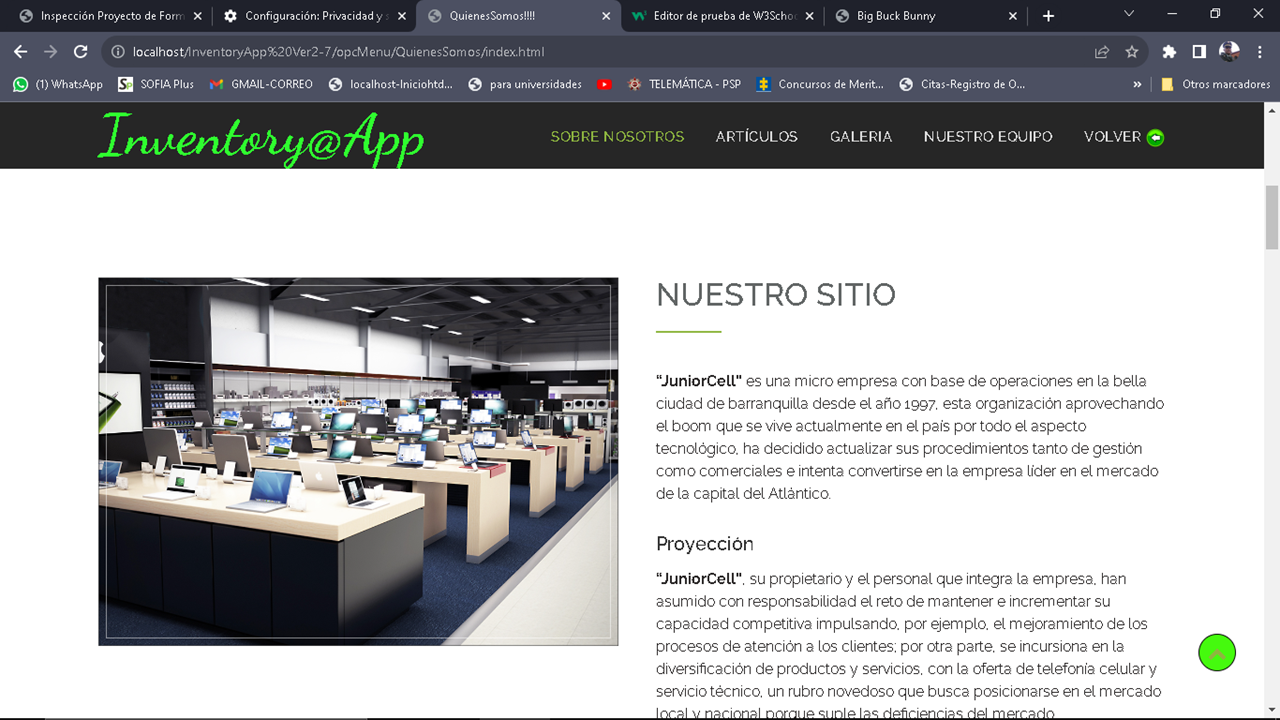 Inspección Proyecto de Form
Configuración: Privacidad y s
QuienesSomos!!!!
Editor de prueba de W3Schoo
Big Buck Bunny
localhost/InventoryApp%20Ver2-7/opcMenu/QuienesSomos/index.html
(1) WhatsApp
SOFIA Plus
GMAIL-CORREO
localhost-Iniciohtd...
para universidades
TELEMÁTICA - PSP
Concursos de Merit...
Citas-Registro de O...
»
Otros marcadores
Inventory@App
SOBRE NOSOTROS
ARTÍCULOS
GALERIA
NUESTRO EQUIPO
VOLVER
NUESTRO SITIO
“JuniorCell” es una micro empresa con base de operaciones en la bella
ciudad de barranquilla desde el año 1997, esta organización aprovechando
el boom que se vive actualmente en el país por todo el aspecto
tecnológico, ha decidido actualizar sus procedimientos tanto de gestión
como comerciales e intenta convertirse en la empresa líder en el mercado
de la capital del Atlántico.
Proyección
“JuniorCell”, su propietario y el personal que integra la empresa, han
asumido con responsabilidad el reto de mantener e incrementar su
capacidad competitiva impulsando, por ejemplo, el mejoramiento de los
procesos de atención a los clientes; por otra parte, se incursiona en la
diversificación de productos y servicios, con la oferta de telefonía celular y
servicio técnico, un rubro novedoso que busca posicionarse en el mercado
local y nacional porque suple las deficiencias del mercado.